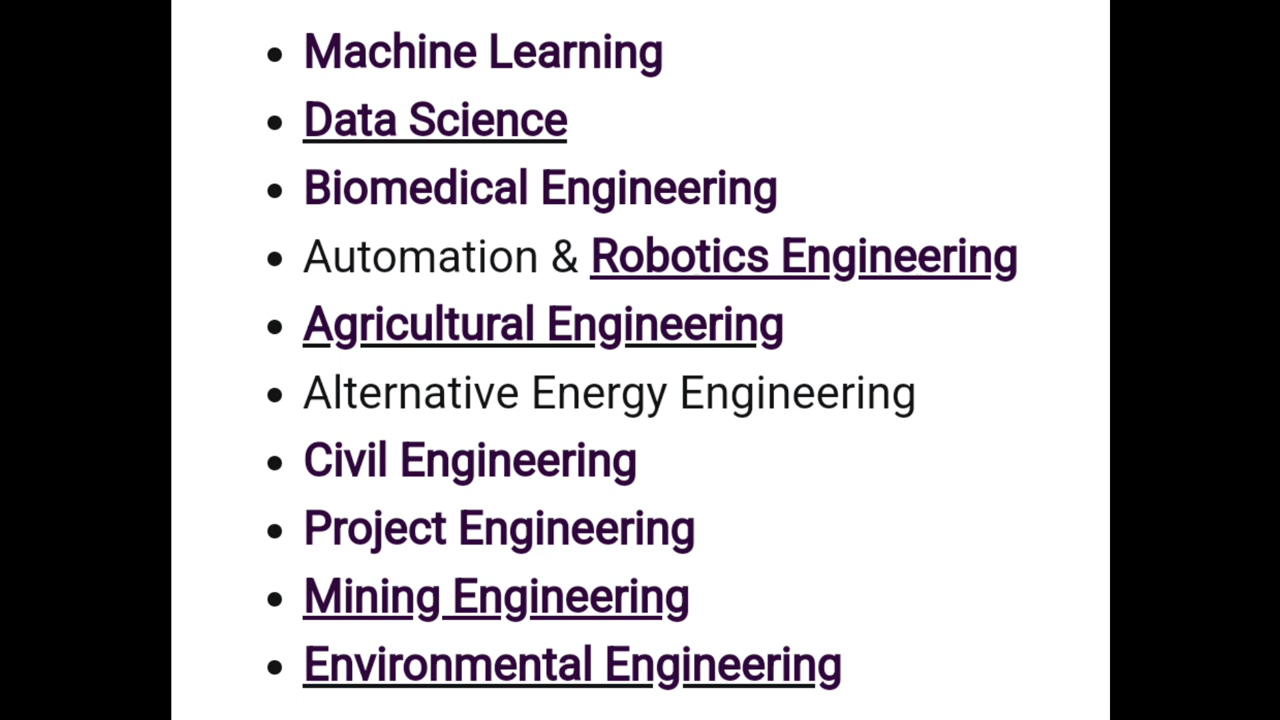 • Machine Learning
• Data Science
• Biomedical Engineering
• Automation & Robotics Engineering
• Agricultural Engineering
• Alternative Energy Engineering
• Civil Engineering
• Project Engineering
• Mining Engineering
• Environmental Engineering